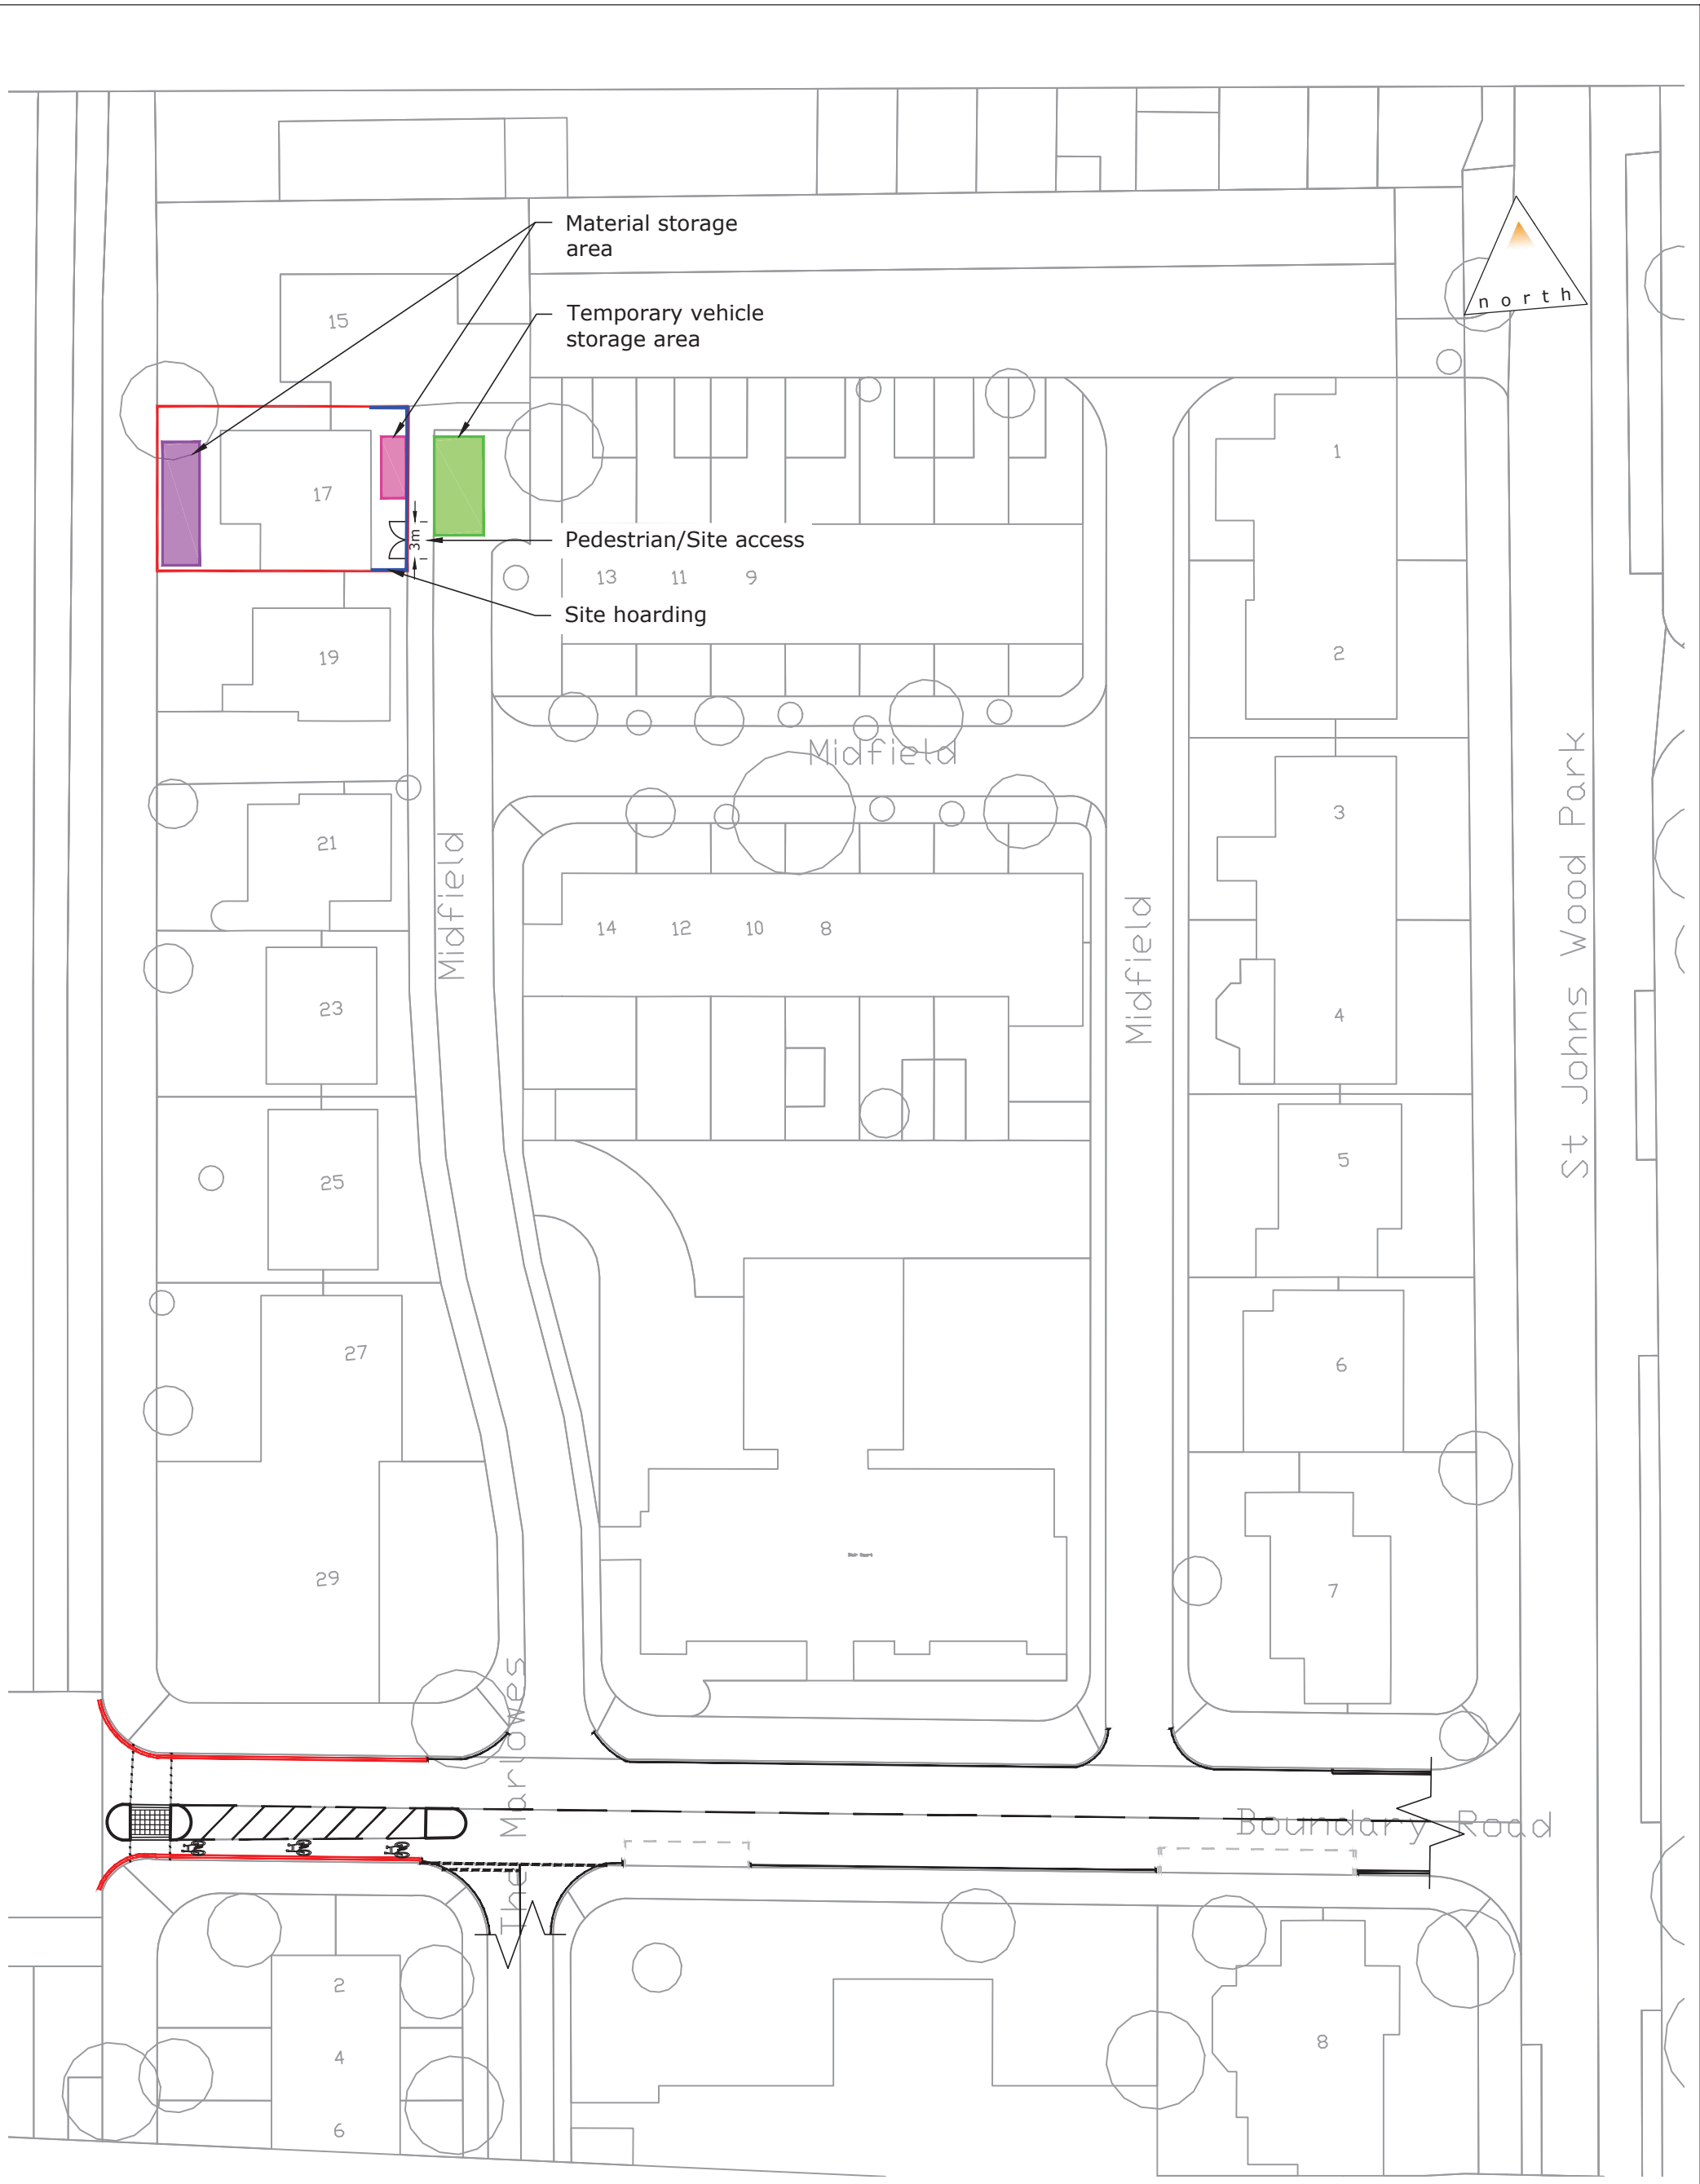 Material storage
area
north
15
Temporary vehicle
storage area
1
17
3m
Pedestrian/Site access
13 11 9
Site hoarding
19
2
Midfield
3
21
Midfield
St Johns Wood Park
14 12 10 8
Midfield
23
4
25
5
27
6
29
7
The Marlowes
Boundary Road
2
4
8
6